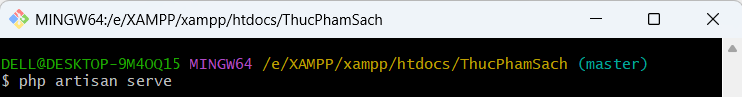 MINGW64:/e/XAMPP/xampp/htdocs/ThucPhamSach
DELL@DESKTOP-9M4OQ15 MINGW64 /e/XAMPP/xampp/htdocs/ThucPhamSach (master)
$ php artisan serve